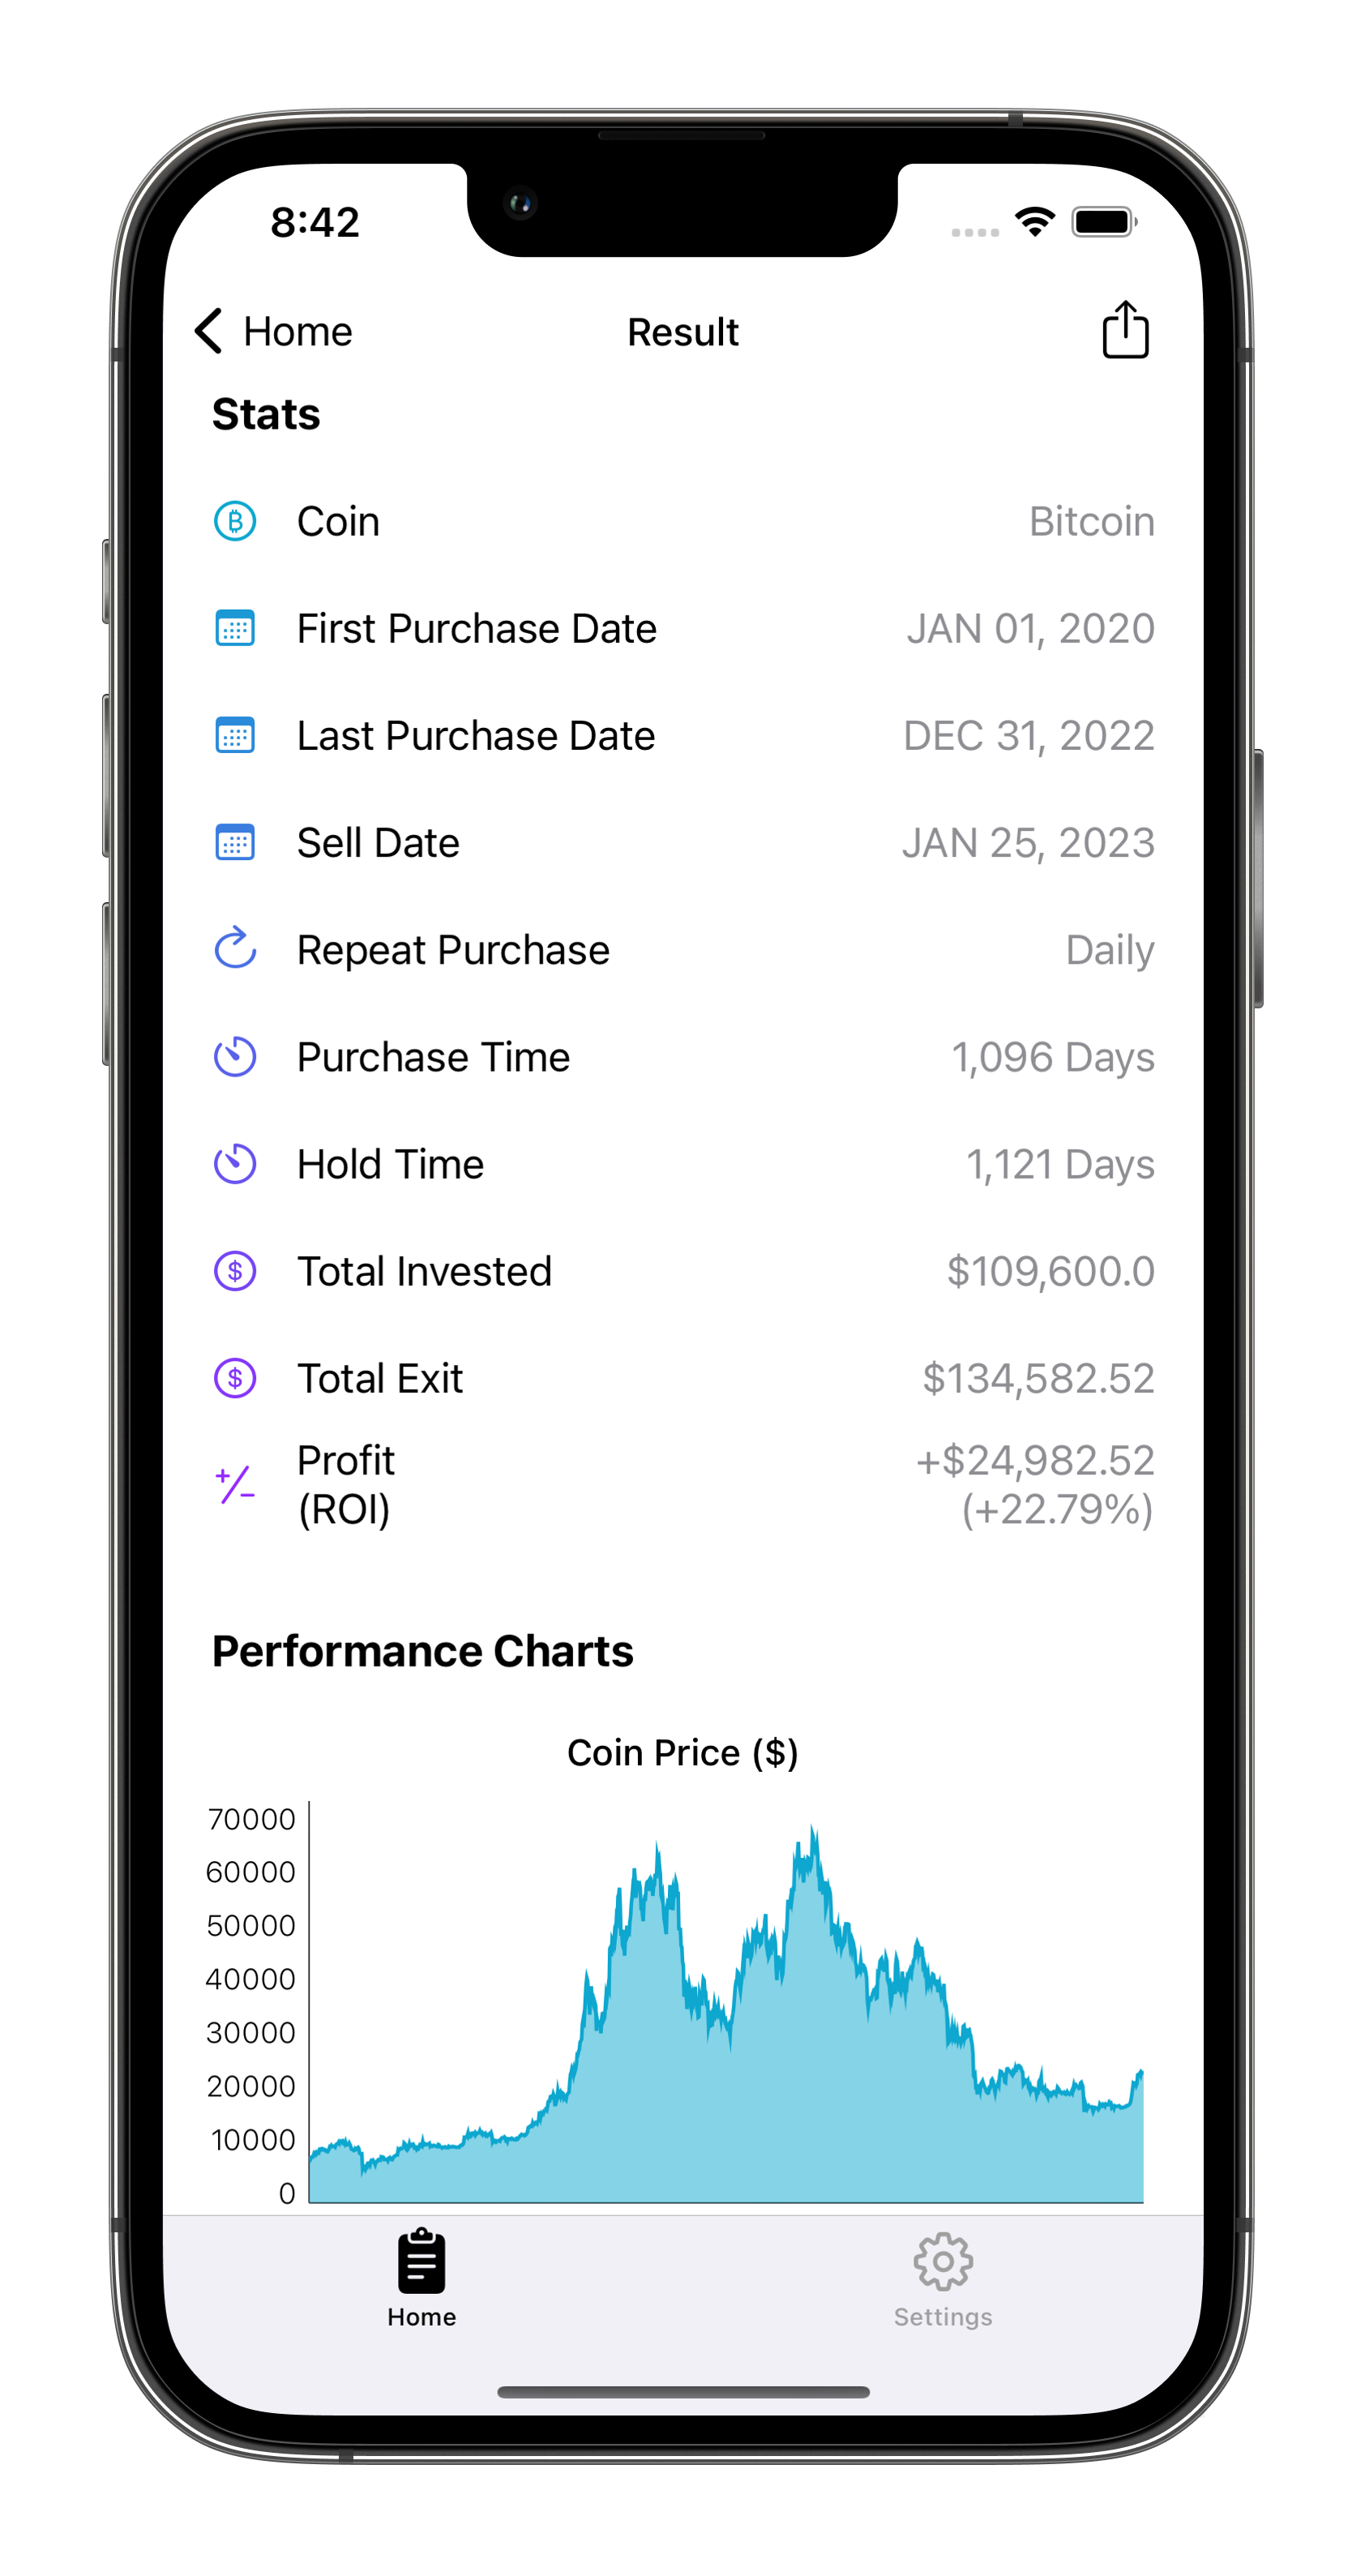 8:42
Home
Result
Stats
Coin
Bitcoin
First Purchase Date
JAN 01, 2020
Last Purchase Date
DEC 31, 2022
Sell Date
JAN 25, 2023
Repeat Purchase
Daily
Purchase Time
1,096 Days
Hold Time
1,121 Days
Total Invested
$109,600.0
Total Exit
$134,582.52
Profit
(ROI)
+$24,982.52
(+22.79%)
Performance Charts
Coin Price ($)
70000
60000
50000
40000
30000
20000
10000
0
Home
Settings